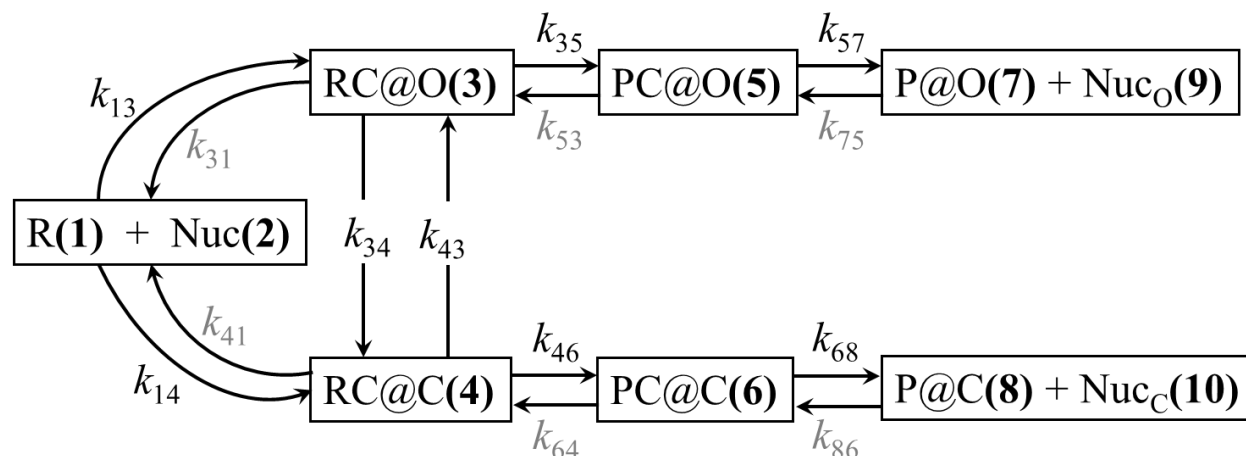 k35
k57
RC@O(3)
PC@O(5)
P@O(7) + NucO(9)
k13
k31
k53
k75
R(1) + Nuc(2)
k34
k43
k41
k46
k68
k14
RC@C(4)
PC@C(6)
P@C(8) + NucC(10)
k64
k86